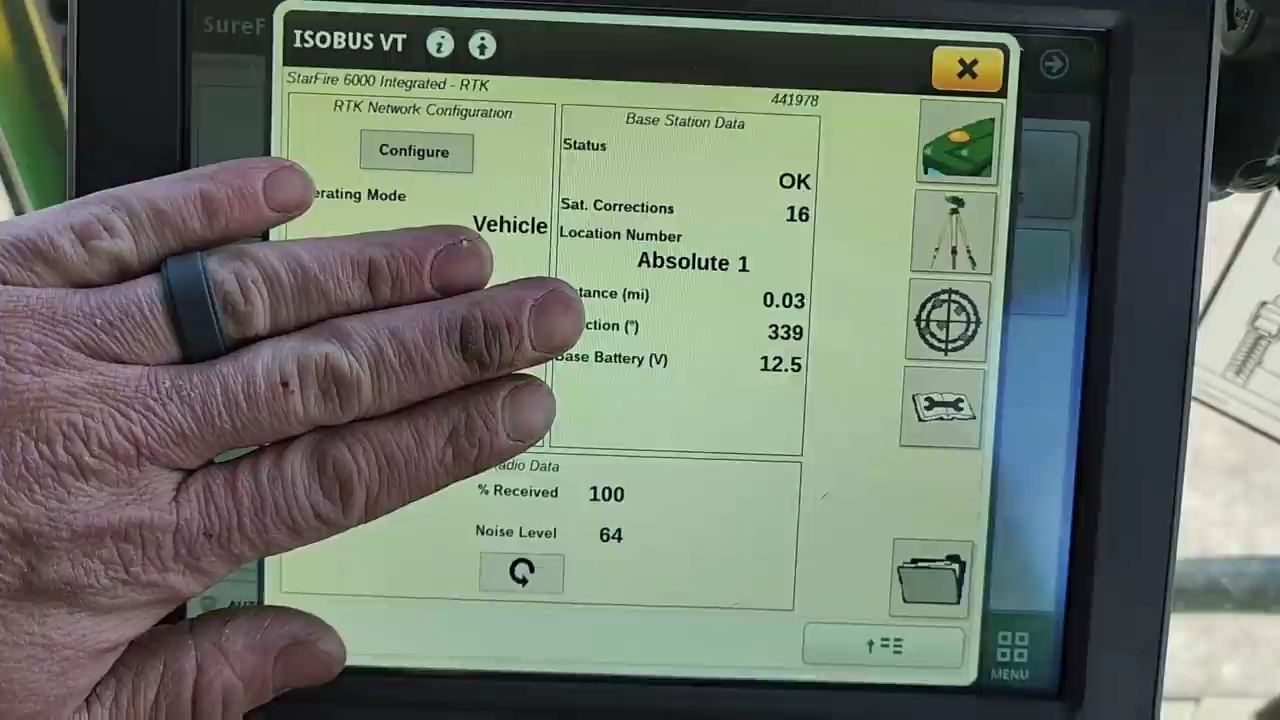 SureF
ISOBUS VT
StarFire 6000 Integrated - RTK
441978
RTK Network Configuration
Configure
erating Mode
Vehicle
Base Station Data
Status
OK
Sat. Corrections
16
Location Number
Absolute 1
tance (mi)
0.03
ction (°)
339
Base Battery (V)
12.5
adio Data
% Received
100
Noise Level
64
MENU